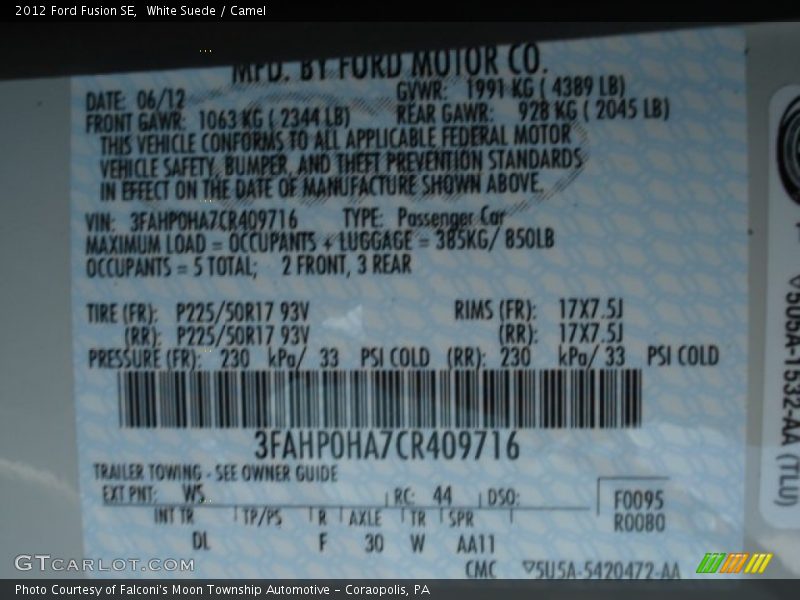 2012 Ford Fusion SE, White Suede / Camel
MFD. BY FORD MOTOR CO.
DATE: 06/12 GVWR: 1991 KG ( 4389 LB)
FRONT GAWR: 1063 KG ( 2344 LB) REAR GAWR: 928 KG ( 2045 LB)
THIS VEHICLE CONFORMS TO ALL APPLICABLE FEDERAL MOTOR
VEHICLE SAFETY, BUMPER, AND THEFT PREVENTION STANDARDS
IN EFFECT ON THE DATE OF MANUFACTURE SHOWN ABOVE.
VIN: 3FAHP0HA7CR409716 TYPE: Passenger Car
MAXIMUM LOAD = OCCUPANTS + LUGGAGE = 385KG/ 850LB
OCCUPANTS = 5 TOTAL; 2 FRONT, 3 REAR
TIRE (FR): P225/50R17 93V RIMS (FR): 17X7.5J
(RR): P225/50R17 93V (RR): 17X7.5J
PRESSURE (FR): 230 kPa/ 33 PSI COLD (RR): 230 kPa/ 33 PSI COLD
3FAHP0HA7CR409716
TRAILER TOWING - SEE OWNER GUIDE
EXT PNT: WS RC: 44 DSO: F0095
R0080
INT TR TP/PS R AXLE TR SPR
DL F 30 W AA11
CMC ▽5U5A-5420472-AA
▽5U5A-1532-AA (TLU)
GTCARLOT.COM
Photo Courtesy of Falconi's Moon Township Automotive - Coraopolis, PA